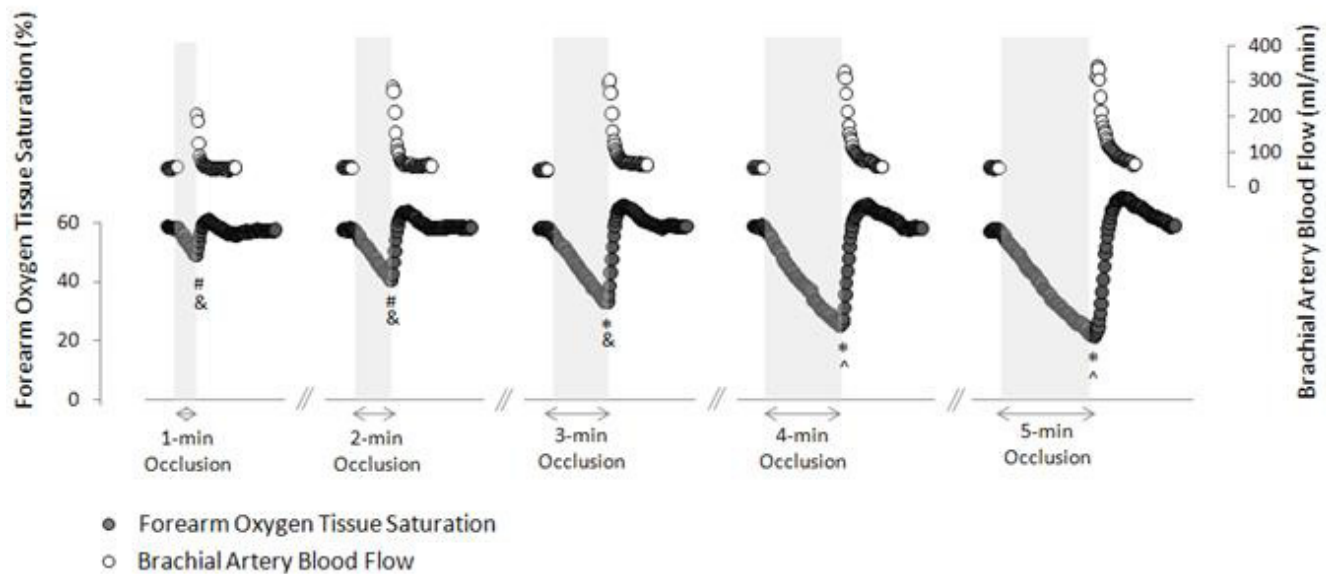 Forearm Oxygen Tissue Saturation (%)
60
40
20
0
400
300
200
100
0
Brachial Artery Blood Flow (ml/min)
#
&
#
&
*
&
*
^
*
^
//
//
//
//
1-min
Occlusion
2-min
Occlusion
3-min
Occlusion
4-min
Occlusion
5-min
Occlusion
Forearm Oxygen Tissue Saturation
Brachial Artery Blood Flow